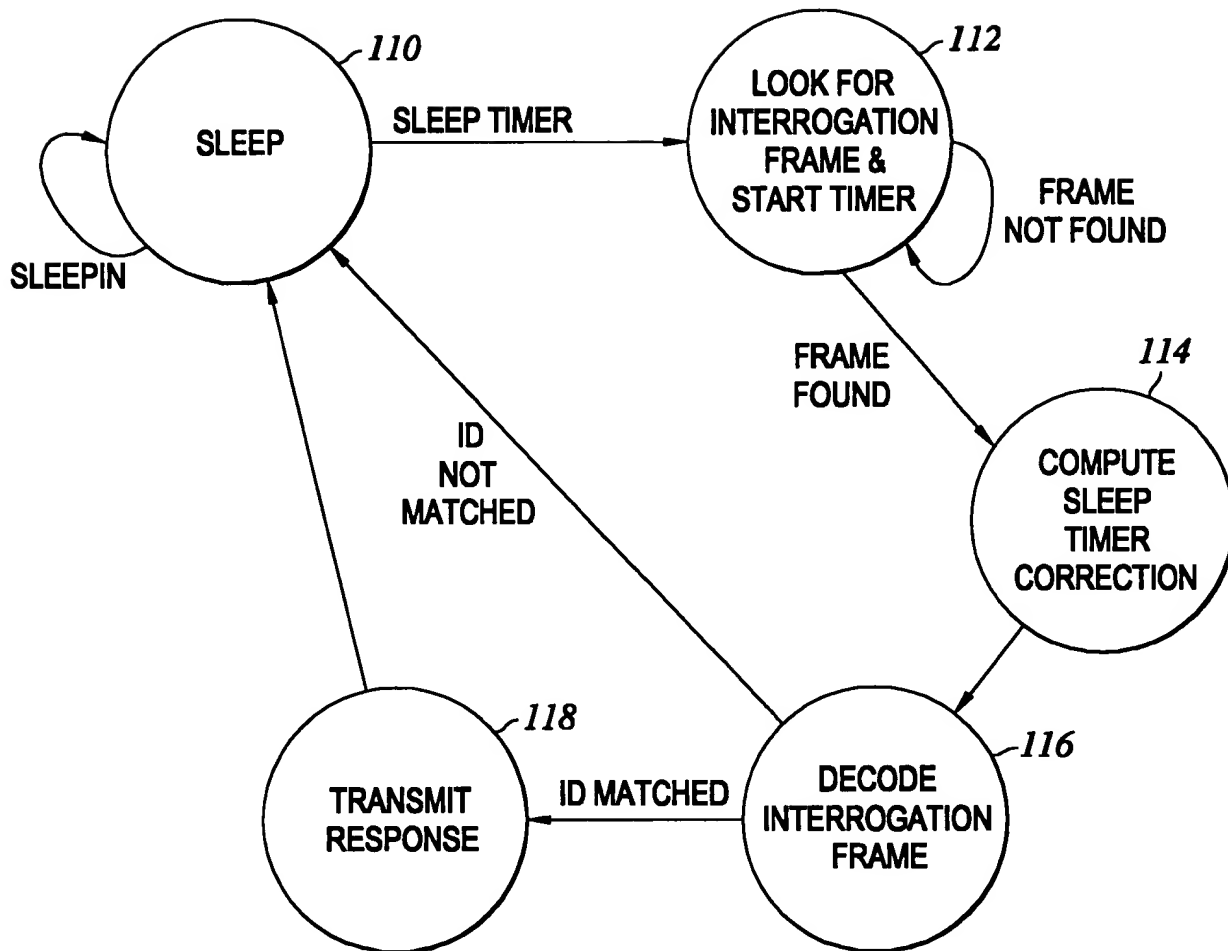 110
SLEEP
SLEEPIN
SLEEP TIMER
112
LOOK FOR
INTERROGATION
FRAME &
START TIMER
FRAME
NOT FOUND
FRAME
FOUND
114
COMPUTE
SLEEP
TIMER
CORRECTION
ID
NOT
MATCHED
116
DECODE
INTERROGATION
FRAME
ID MATCHED
118
TRANSMIT
RESPONSE